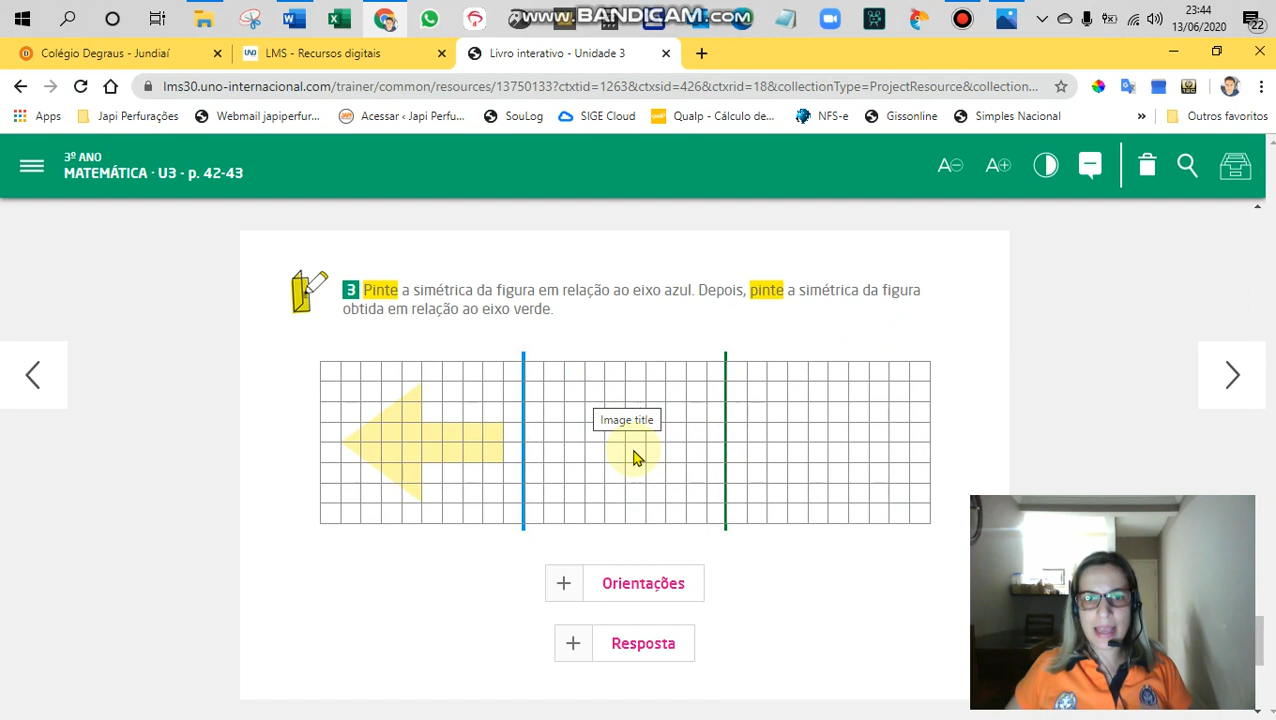 www.BANDICAM.com
23:44
13/06/2020
22
Colégio Degraus - Jundiaí
UNO
LMS - Recursos digitais
Livro interativo - Unidade 3
lms30.uno-internacional.com/trainer/common/resources/13750133?ctxtid=1263&ctxsid=426&ctxrid=18&collectionType=ProjectResource&collection...
Apps
Japi Perfurações
Webmail japiperfur...
Acessar ‹ Japi Perfu...
SouLog
SIGE Cloud
Qualp - Cálculo de...
NFS-e
Gissonline
Simples Nacional
»
Outros favoritos
3º ANO
MATEMÁTICA · U3 - p. 42-43
A−
A+
3 Pinte a simétrica da figura em relação ao eixo azul. Depois, pinte a simétrica da figura
obtida em relação ao eixo verde.
Image title
+ Orientações
+ Resposta